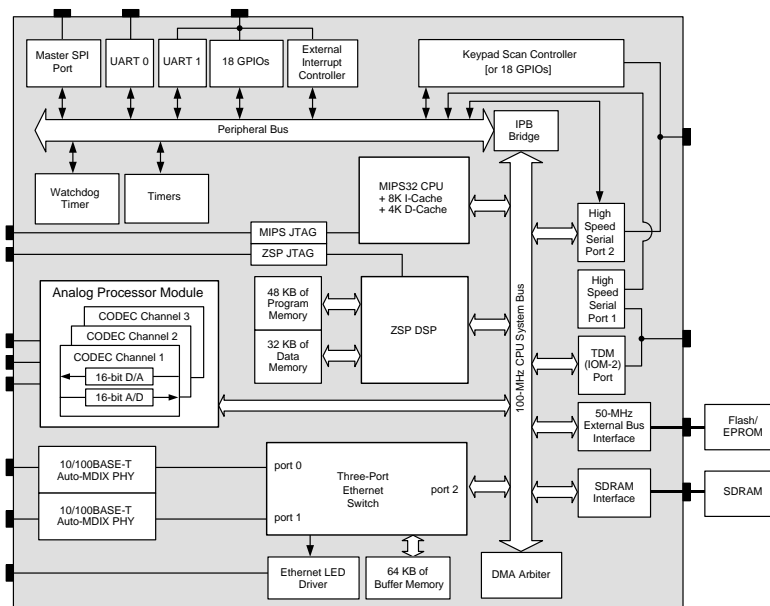 Master SPI
Port
UART 0
UART 1
18 GPIOs
External
Interrupt
Controller
Keypad Scan Controller
[or 18 GPIOs]
Peripheral Bus
IPB
Bridge
Watchdog
Timer
Timers
MIPS32 CPU
+ 8K I-Cache
+ 4K D-Cache
High
Speed
Serial
Port 2
MIPS JTAG
ZSP JTAG
Analog Processor Module
CODEC Channel 3
CODEC Channel 2
CODEC Channel 1
16-bit D/A
16-bit A/D
48 KB of
Program
Memory
32 KB of
Data
Memory
ZSP DSP
100-MHz CPU System Bus
High
Speed
Serial
Port 1
TDM
(IOM-2)
Port
50-MHz
External Bus
Interface
Flash/
EPROM
10/100BASE-T
Auto-MDIX PHY
10/100BASE-T
Auto-MDIX PHY
port 0
Three-Port
Ethernet
Switch
port 2
port 1
SDRAM
Interface
SDRAM
Ethernet LED
Driver
64 KB of
Buffer Memory
DMA Arbiter